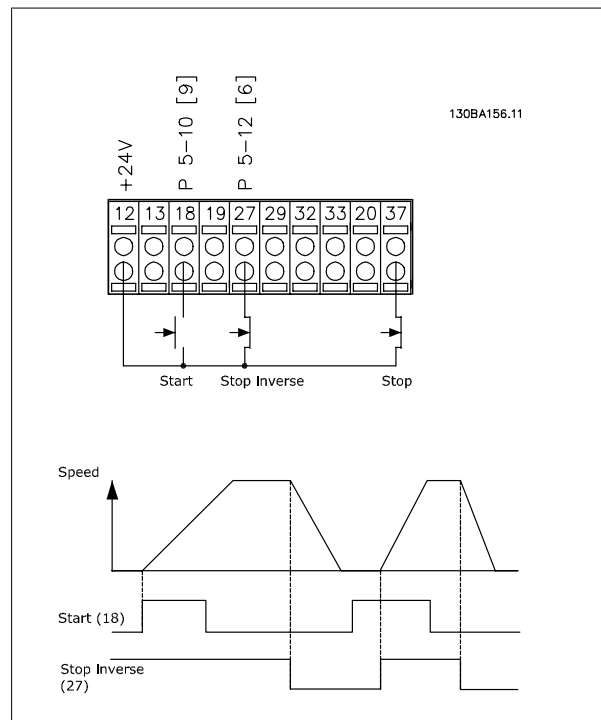 130BA156.11
+24V
P 5-10 [9]
P 5-12 [6]
12 13 18 19 27 29 32 33 20 37
Start Stop Inverse Stop
Speed
Start (18)
Stop Inverse
(27)